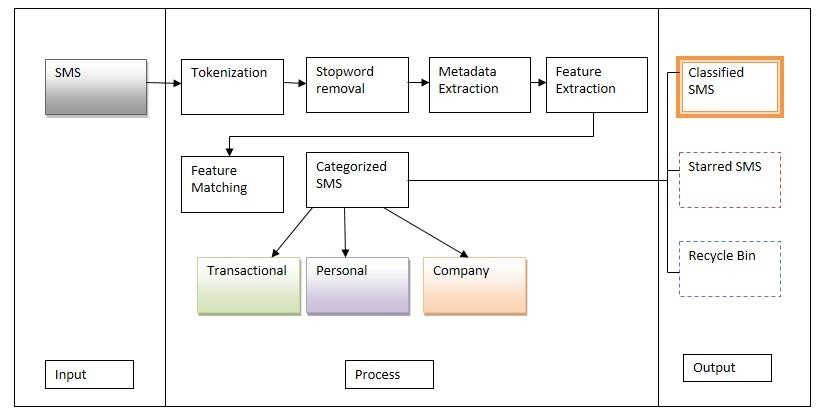 SMS
Tokenization
Stopword
removal
Metadata
Extraction
Feature
Extraction
Classified
SMS
Feature
Matching
Categorized
SMS
Starred SMS
Transactional
Personal
Company
Recycle Bin
Input
Process
Output